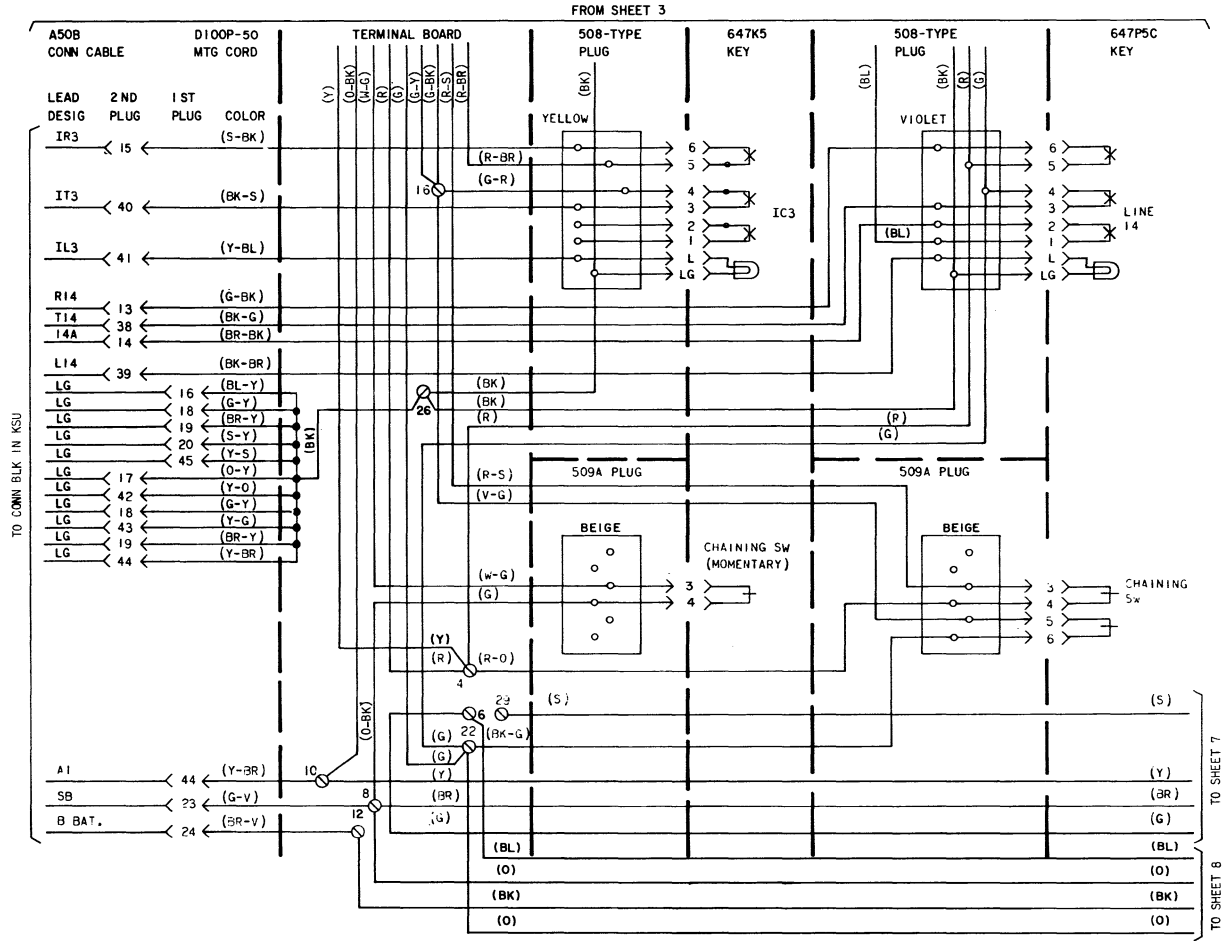 FROM SHEET 3
A50B
CONN CABLE
D100P-50
MTG CORD
TERMINAL BOARD
508-TYPE
PLUG
647K5
KEY
508-TYPE
PLUG
647P5C
KEY
LEAD
DESIG
2ND
PLUG
1ST
PLUG
COLOR
(Y)
(O-BK)
(W-G)
(R)
(G)
(G-Y)
(G-BK)
(R-S)
(R-BR)
(BK)
(BL)
(BK)
(R)
(G)
YELLOW
VIOLET
IR3 15 (S-BK)
(R-BR)
6
5
6
5
16
(G-R)
4
3
4
3
IT3 40 (BK-S)
IC3
LINE
14
2
1
(BL)
2
1
IL3 41 (Y-BL)
L
LG
L
LG
R14 13 (G-BK)
T14 38 (BK-G)
14A 14 (BR-BK)
L14 39 (BK-BR)
LG 16 (BL-Y)
LG 18 (G-Y)
LG 19 (BR-Y)
LG 20 (S-Y)
LG 45 (Y-S)
LG 17 (O-Y)
LG 42 (Y-O)
LG 18 (G-Y)
LG 43 (Y-G)
LG 19 (BR-Y)
LG 44 (Y-BR)
(BK)
26
(BK)
(BK)
(R)
(R)
(G)
TO CONN BLK IN KSU
509A PLUG
509A PLUG
(R-S)
(V-G)
BEIGE
BEIGE
CHAINING SW
(MOMENTARY)
(W-G)
(G)
3
4
3
4
5
6
CHAINING
SW
(Y)
(R)
4
(R-O)
(O-BK)
6
29
(S)
(S)
22
(BK-G)
(G)
(G)
A1 44 (Y-BR)
10
(Y)
(Y)
SB 23 (G-V)
8
(BR)
(BR)
B BAT. 24 (BR-V)
12
(G)
(G)
TO SHEET 7
(BL)
(BL)
(O)
(O)
(BK)
(BK)
(O)
(O)
TO SHEET 8